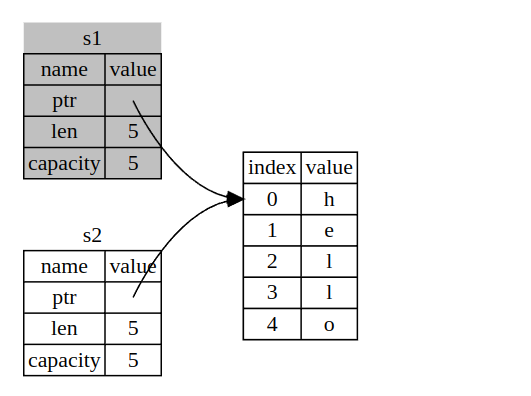 s1
name value
ptr
len 5
capacity 5
s2
name value
ptr
len 5
capacity 5
index value
0 h
1 e
2 l
3 l
4 o